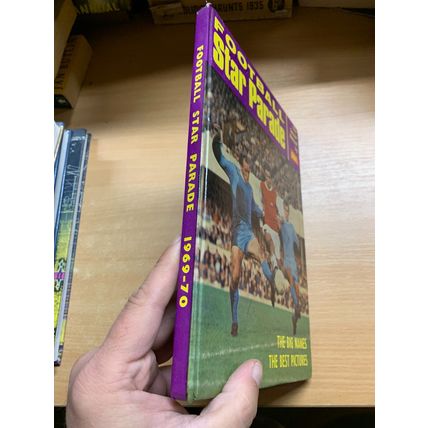 FOOTBALL STAR PARADE 1969-70
FOOTBALL
Star Parade
THE BIG NAMES
THE BEST PICTURES